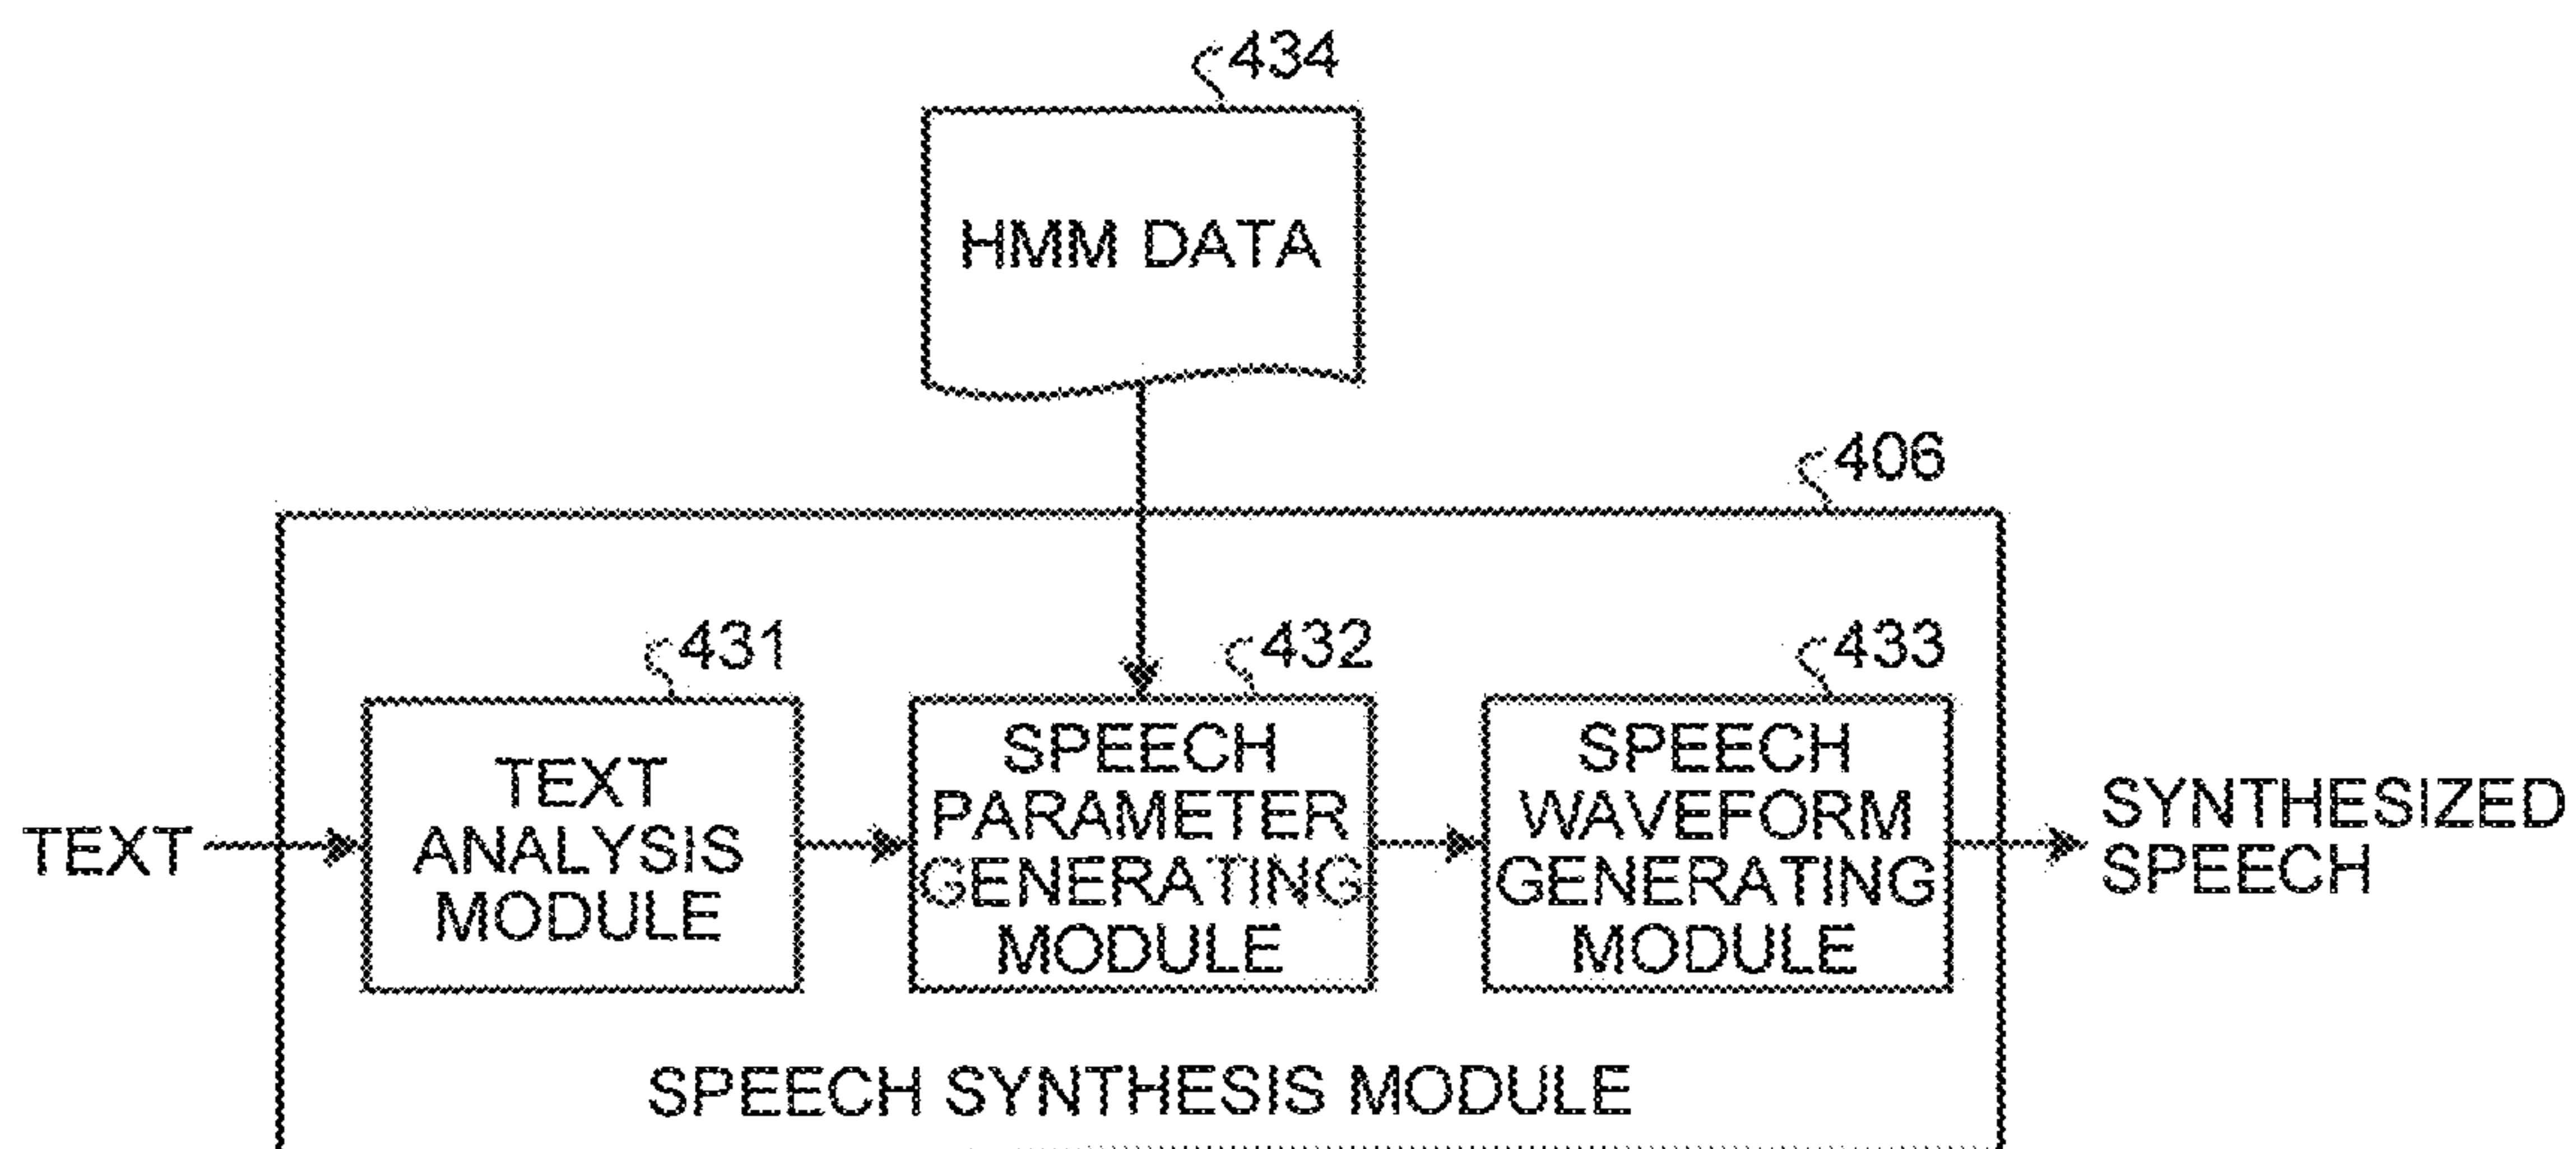 434
HMM DATA
406
431
432
433
TEXT
TEXT
ANALYSIS
MODULE
SPEECH
PARAMETER
GENERATING
MODULE
SPEECH
WAVEFORM
GENERATING
MODULE
SYNTHESIZED
SPEECH
SPEECH SYNTHESIS MODULE